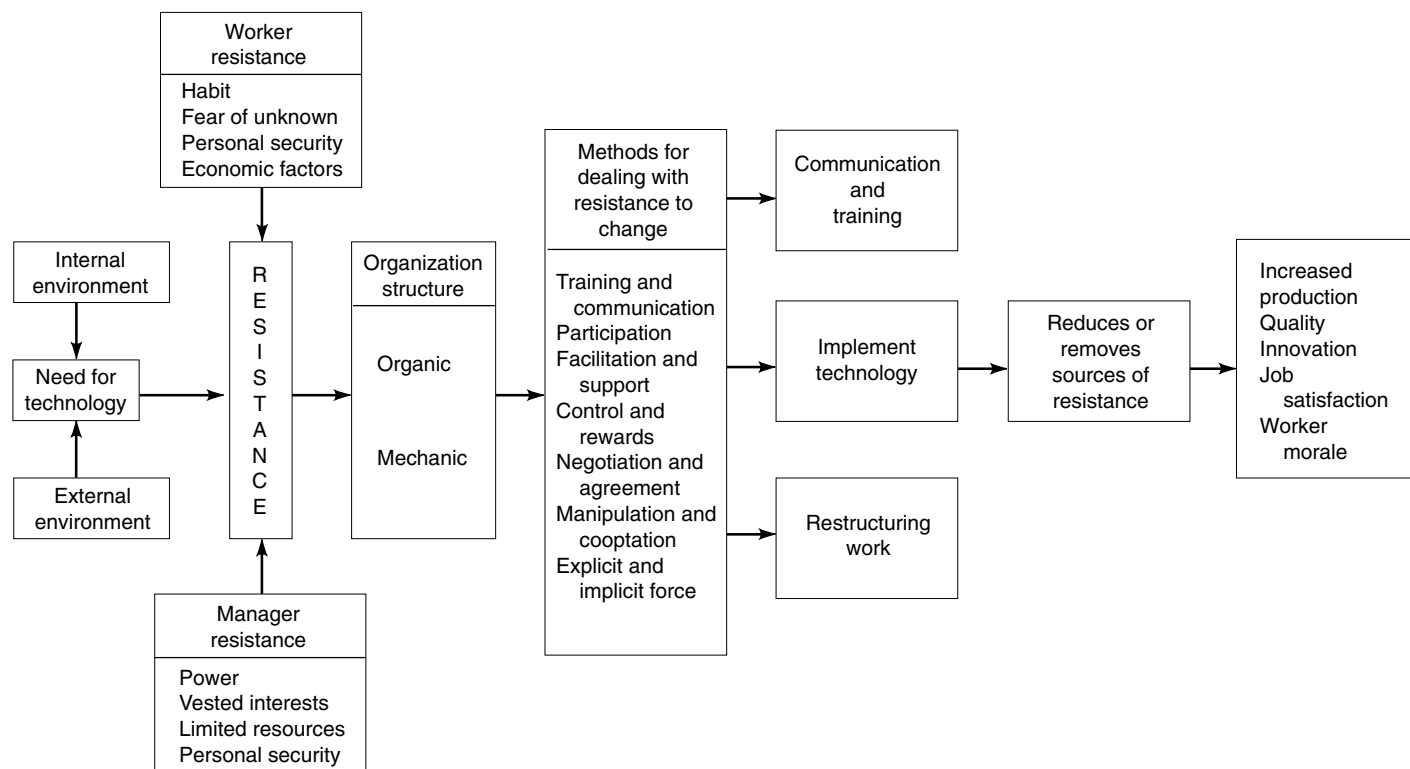 Worker
resistance
Habit
Fear of unknown
Personal security
Economic factors
Internal
environment
Need for
technology
External
environment
RESISTANCE
Manager
resistance
Power
Vested interests
Limited resources
Personal security
Organization
structure
Organic
Mechanic
Methods for
dealing with
resistance to
change
Training and
communication
Participation
Facilitation and
support
Control and
rewards
Negotiation and
agreement
Manipulation and
cooptation
Explicit and
implicit force
Communication
and
training
Implement
technology
Restructuring
work
Reduces or
removes
sources of
resistance
Increased
production
Quality
Innovation
Job
satisfaction
Worker
morale